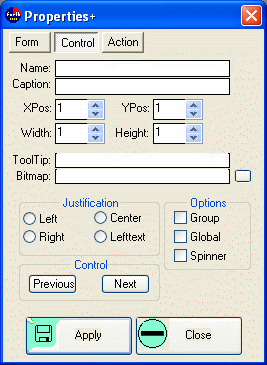 Properties+
Form Control Action
Name:
Caption:
XPos: 1 YPos: 1
Width: 1 Height: 1
ToolTip:
Bitmap:
Justification Options
Left Center Group
Right Lefttext Global
Spinner
Control
Previous Next
Apply Close